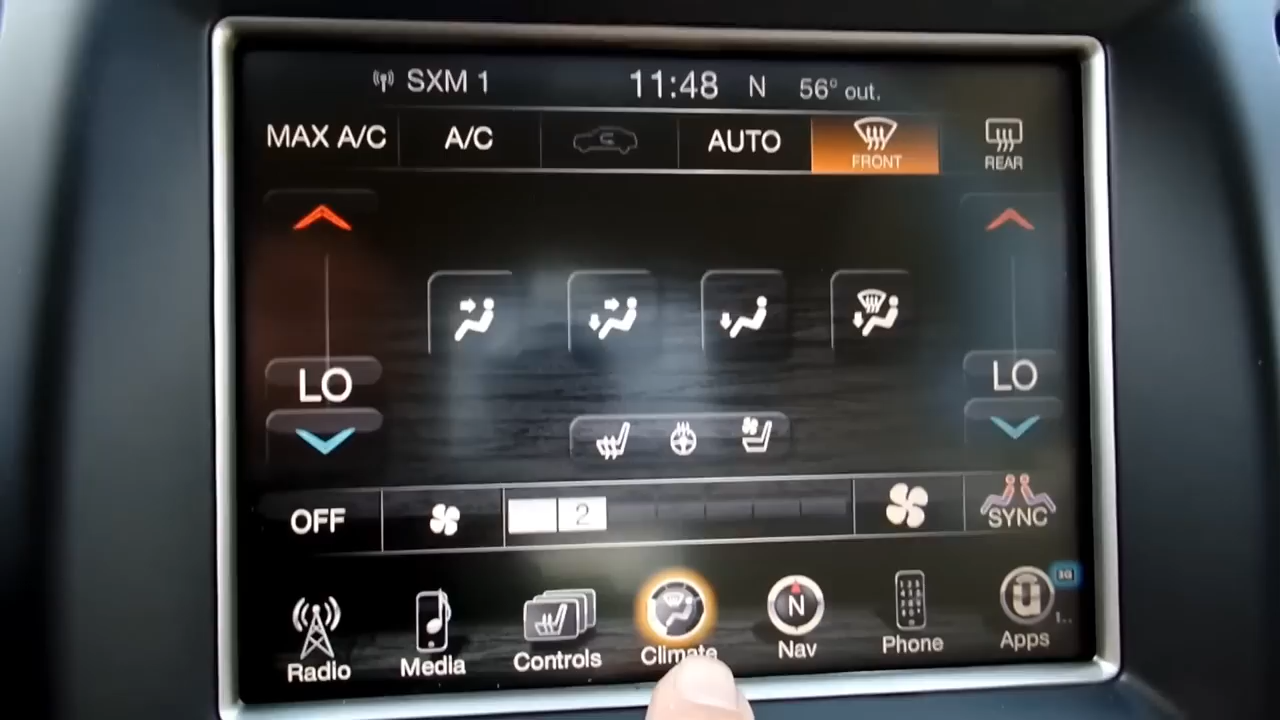 SXM 1 11:48 N 56° out.
MAX A/C A/C AUTO FRONT REAR
LO LO
OFF 2 SYNC
N 3G
Radio Media Controls Climate Nav Phone Apps